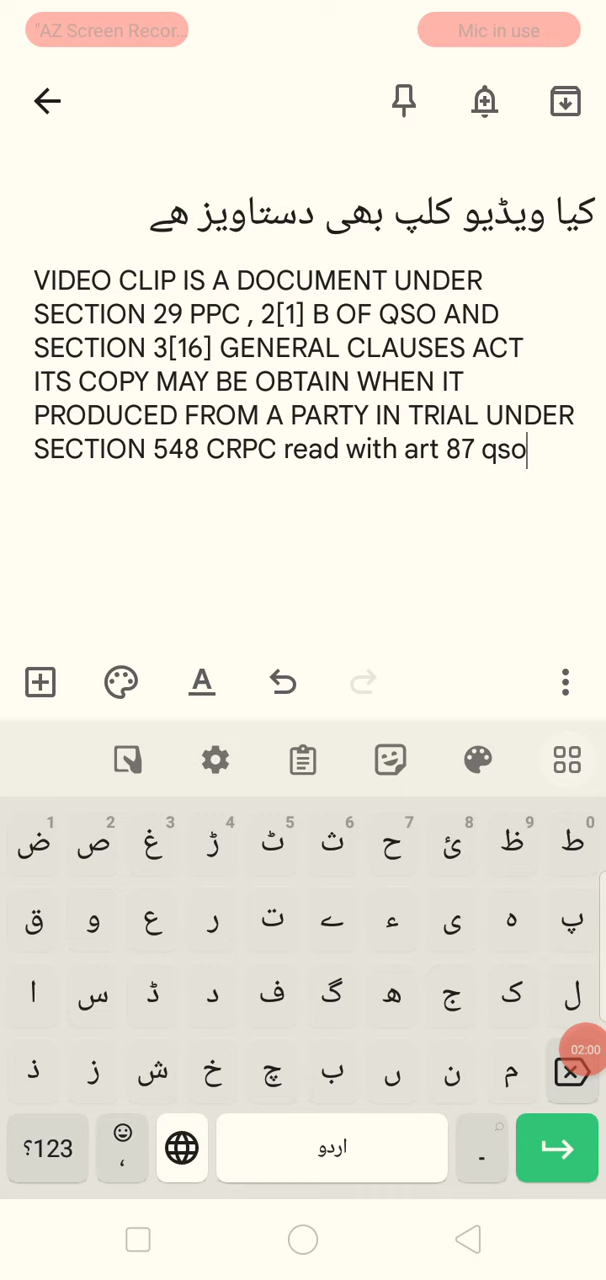 "AZ Screen Recor...
Mic in use
کیا ویڈیو کلپ بھی دستاویز ھے
VIDEO CLIP IS A DOCUMENT UNDER
SECTION 29 PPC , 2[1] B OF QSO AND
SECTION 3[16] GENERAL CLAUSES ACT
ITS COPY MAY BE OBTAIN WHEN IT
PRODUCED FROM A PARTY IN TRIAL UNDER
SECTION 548 CRPC read with art 87 qso
A
1 2 3 4 5 6 7 8 9 0
ض ص غ ڑ ٹ ث ح ئ ظ ط
ق و ع ر ت ے ء ی ہ پ
ا س ڈ د ف گ ھ ج ک ل
02:00
ذ ز ش خ چ ب ں ن م
؟123 ، اردو ۔